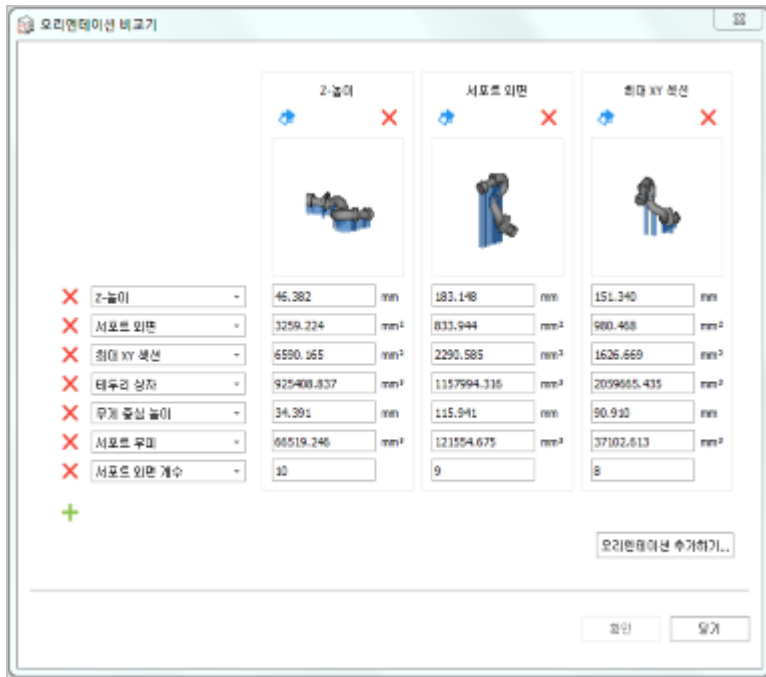 오리엔테이션 비교기
Z-높이 서포트 외면 최대 XY 섹션
Z-높이 46.382 mm 183.148 mm 151.340 mm
서포트 외면 3259.224 mm² 833.944 mm² 980.468 mm²
최대 XY 섹션 6590.165 mm² 2290.585 mm² 1626.669 mm²
테두리 상자 925408.837 mm³ 1157994.316 mm³ 2059665.435 mm³
무게 중심 높이 34.391 mm 115.941 mm 90.910 mm
서포트 부피 66519.246 mm³ 121554.675 mm³ 37102.613 mm³
서포트 외면 개수 10 9 8
오리엔테이션 추가하기...
확인 닫기